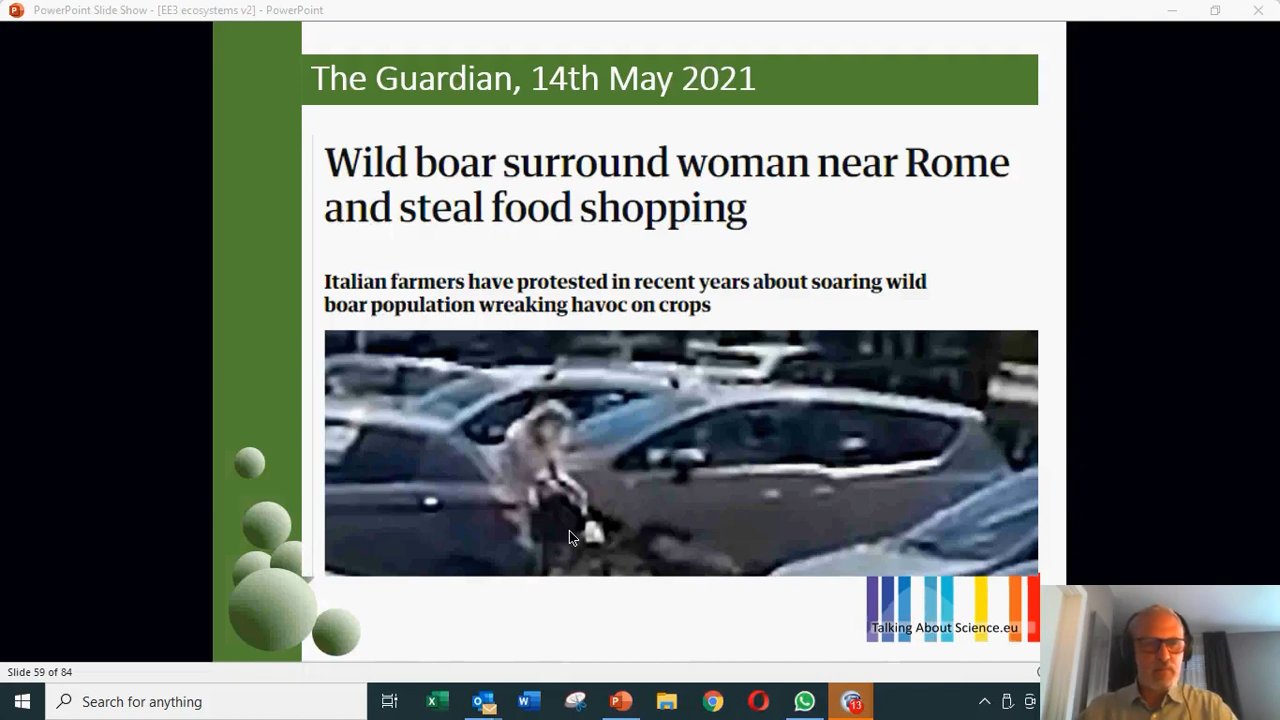 PowerPoint Slide Show - [EE3 ecosystems v2] - PowerPoint
The Guardian, 14th May 2021
Wild boar surround woman near Rome
and steal food shopping
Italian farmers have protested in recent years about soaring wild
boar population wreaking havoc on crops
Talking About Science.eu
Slide 59 of 84
Search for anything
13